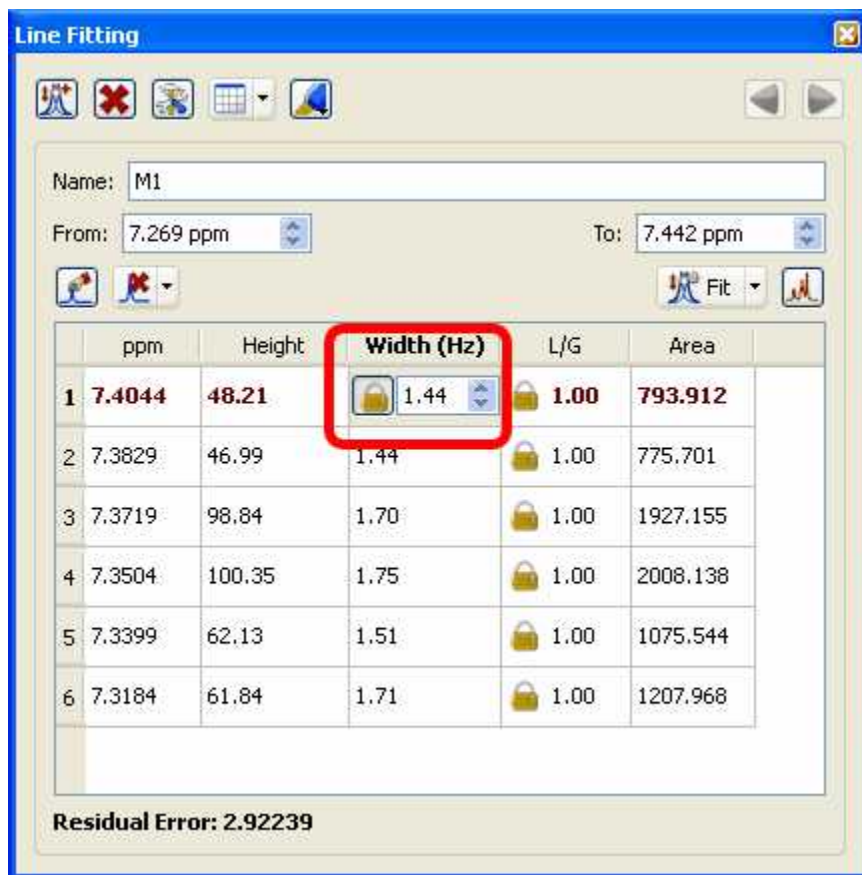 Line Fitting
Name: M1
From: 7.269 ppm To: 7.442 ppm
Fit
ppm Height Width (Hz) L/G Area
1 7.4044 48.21 1.44 1.00 793.912
2 7.3829 46.99 1.44 1.00 775.701
3 7.3719 98.84 1.70 1.00 1927.155
4 7.3504 100.35 1.75 1.00 2008.138
5 7.3399 62.13 1.51 1.00 1075.544
6 7.3184 61.84 1.71 1.00 1207.968
Residual Error: 2.92239